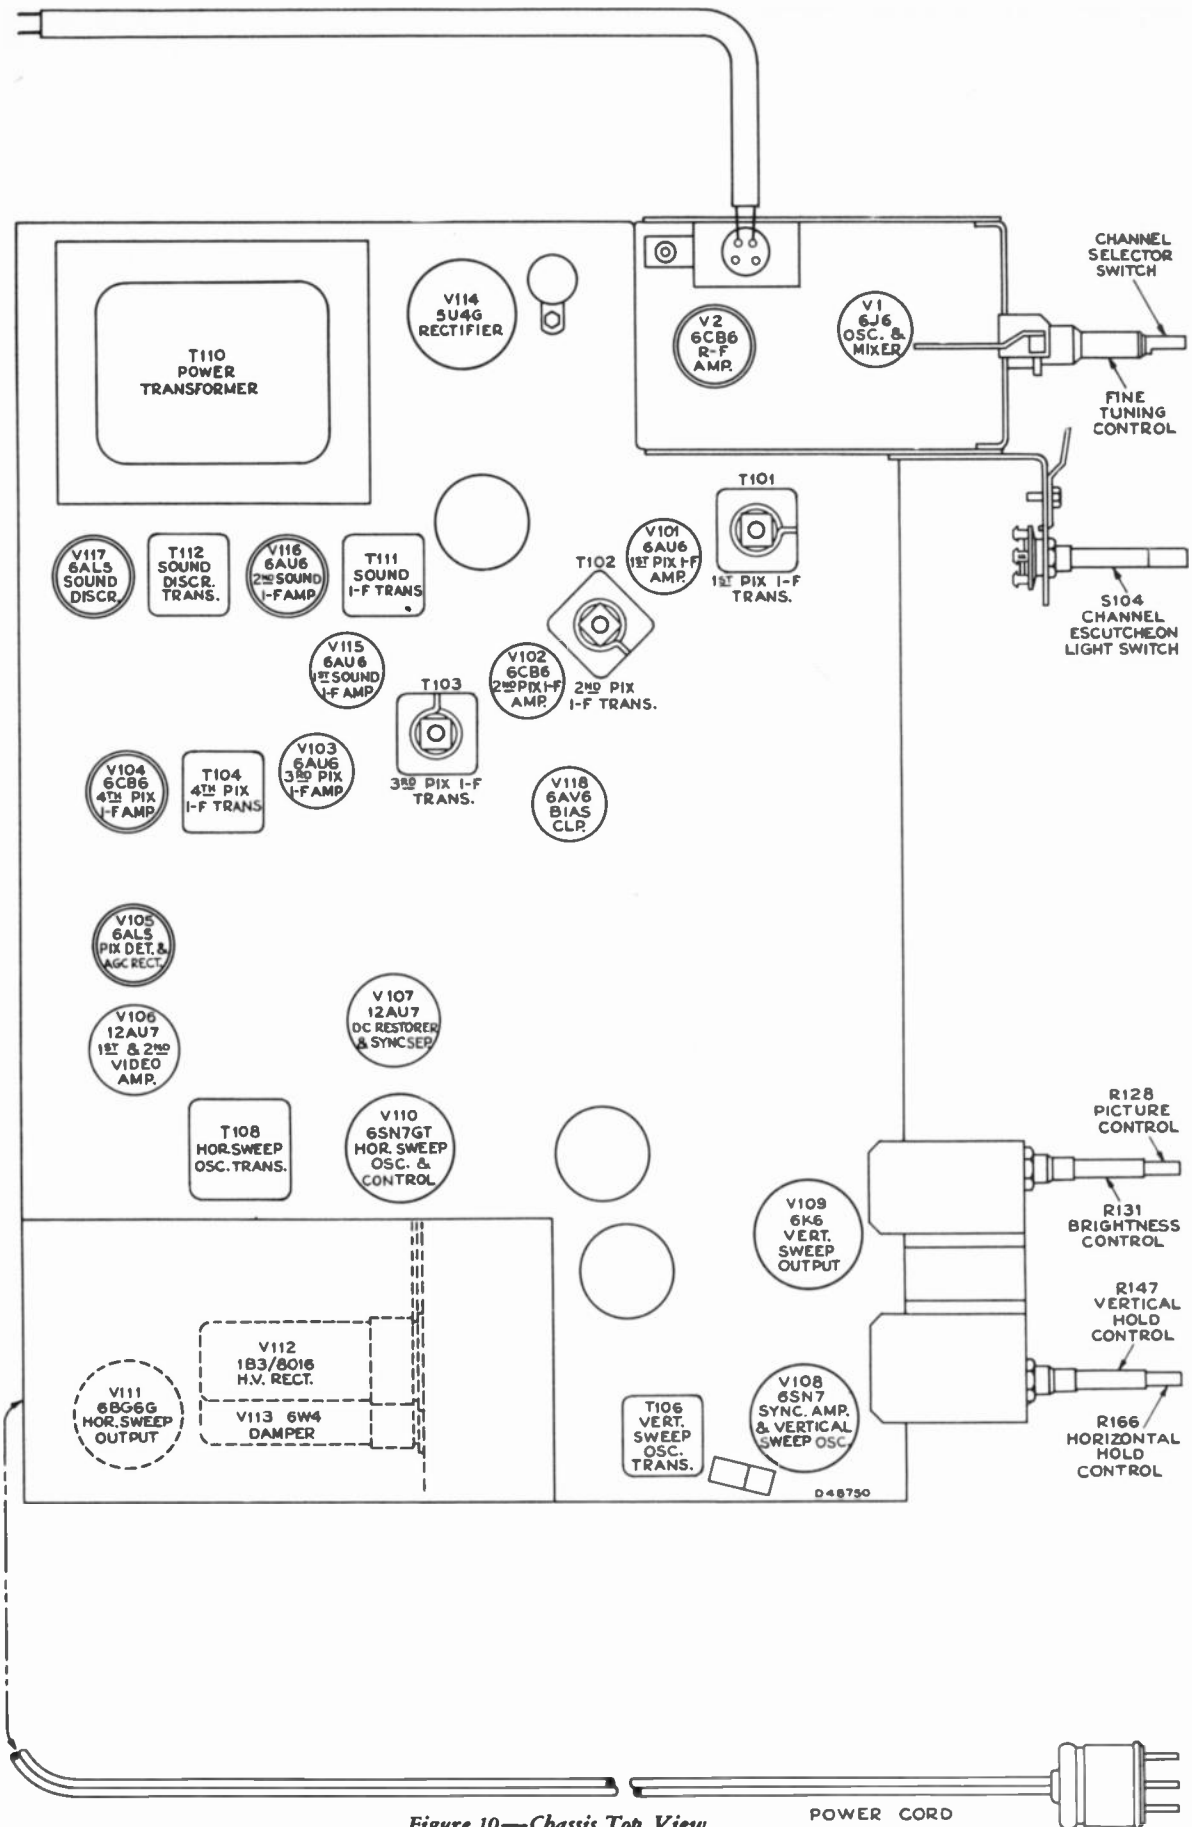 CHANNEL
SELECTOR
SWITCH
V114
5U4G
RECTIFIER
V2
6CB6
R-F
AMP.
V1
6J6
OSC. &
MIXER
T110
POWER
TRANSFORMER
FINE
TUNING
CONTROL
T101
1ST PIX I-F
TRANS.
V101
6AU6
1ST PIX I-F
AMP.
V117
6AL5
SOUND
DISCR.
T112
SOUND
DISCR.
TRANS.
V116
6AU6
2ND SOUND
I-F AMP.
T111
SOUND
I-F TRANS
T102
2ND PIX
I-F TRANS.
S104
CHANNEL
ESCUTCHEON
LIGHT SWITCH
V115
6AU6
1ST SOUND
I-F AMP.
V102
6CB6
2ND PIX I-F
AMP.
T103
3RD PIX I-F
TRANS.
V104
6CB6
4TH PIX
I-F AMP.
T104
4TH PIX
I-F TRANS
V103
6AU6
3RD PIX
I-F AMP.
V118
6AV6
BIAS
CLP.
V105
6AL5
PIX DET. &
AGC RECT.
V106
12AU7
1ST & 2ND
VIDEO
AMP.
V107
12AU7
DC RESTORER
& SYNC SEP.
T108
HOR. SWEEP
OSC. TRANS.
V110
6SN7GT
HOR. SWEEP
OSC. &
CONTROL
R128
PICTURE
CONTROL
V109
6K6
VERT.
SWEEP
OUTPUT
R131
BRIGHTNESS
CONTROL
R147
VERTICAL
HOLD
CONTROL
V112
1B3/8016
H.V. RECT.
V111
6BG6G
HOR. SWEEP
OUTPUT
V113 6W4
DAMPER
T106
VERT.
SWEEP
OSC.
TRANS.
V108
6SN7
SYNC. AMP.
& VERTICAL
SWEEP OSC.
R166
HORIZONTAL
HOLD
CONTROL
D46750
POWER CORD
Figure 10—Chassis Top View